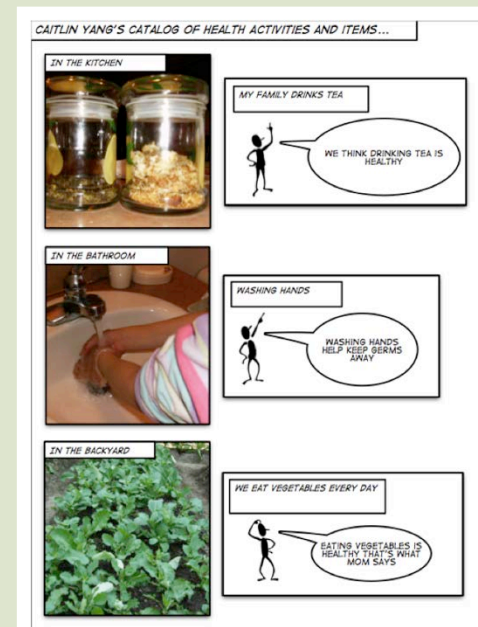 CAITLIN YANG'S CATALOG OF HEALTH ACTIVITIES AND ITEMS...
IN THE KITCHEN
MY FAMILY DRINKS TEA
WE THINK DRINKING TEA IS
HEALTHY
IN THE BATHROOM
WASHING HANDS
WASHING HANDS
HELP KEEP GERMS
AWAY
IN THE BACKYARD
WE EAT VEGETABLES EVERY DAY
EATING VEGETABLES IS
HEALTHY THAT'S WHAT
MOM SAYS